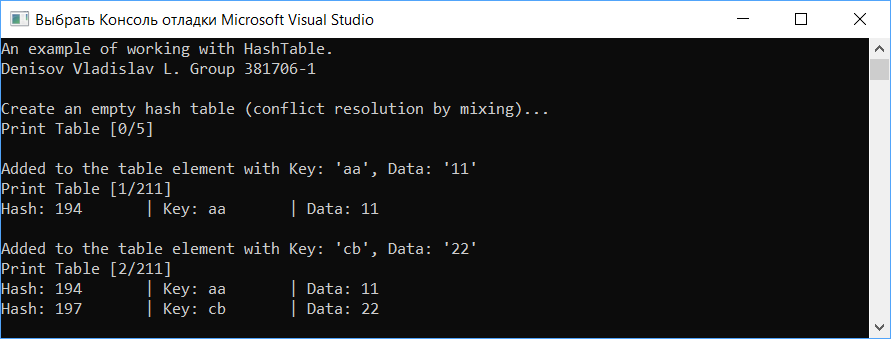 Выбрать Консоль отладки Microsoft Visual Studio
An example of working with HashTable.
Denisov Vladislav L. Group 381706-1
Create an empty hash table (conflict resolution by mixing)...
Print Table [0/5]
Added to the table element with Key: 'aa', Data: '11'
Print Table [1/211]
Hash: 194 | Key: aa | Data: 11
Added to the table element with Key: 'cb', Data: '22'
Print Table [2/211]
Hash: 194 | Key: aa | Data: 11
Hash: 197 | Key: cb | Data: 22